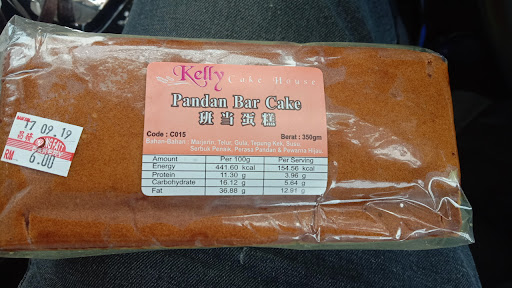 Kelly
Cake House
Pandan Bar Cake
班当蛋糕
Code : C015 Berat : 350gm
Bahan-Bahan : Marjerin, Telur, Gula, Tepung Kek, Susu,
Serbuk Penaik, Perasa Pandan & Pewarna Hijau.
Amount Per 100g Per Serving
Energy 441.60 kcal 154.56 kcal
Protein 11.30 g 3.96 g
Carbohydrate 16.12 g 5.64 g
Fat 36.88 g 12.91 g
17 09.19
RM 6.00